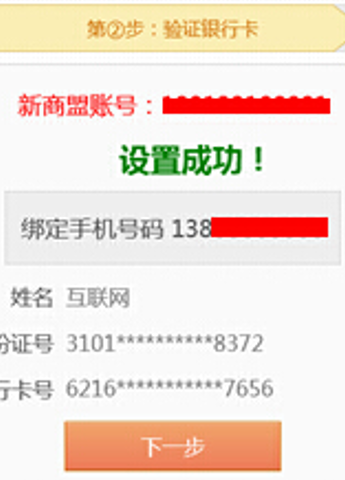 第②步：验证银行卡
新商盟账号：
设置成功！
绑定手机号码 138
姓名 互联网
份证号 3101**********8372
行卡号 6216***********7656
下一步